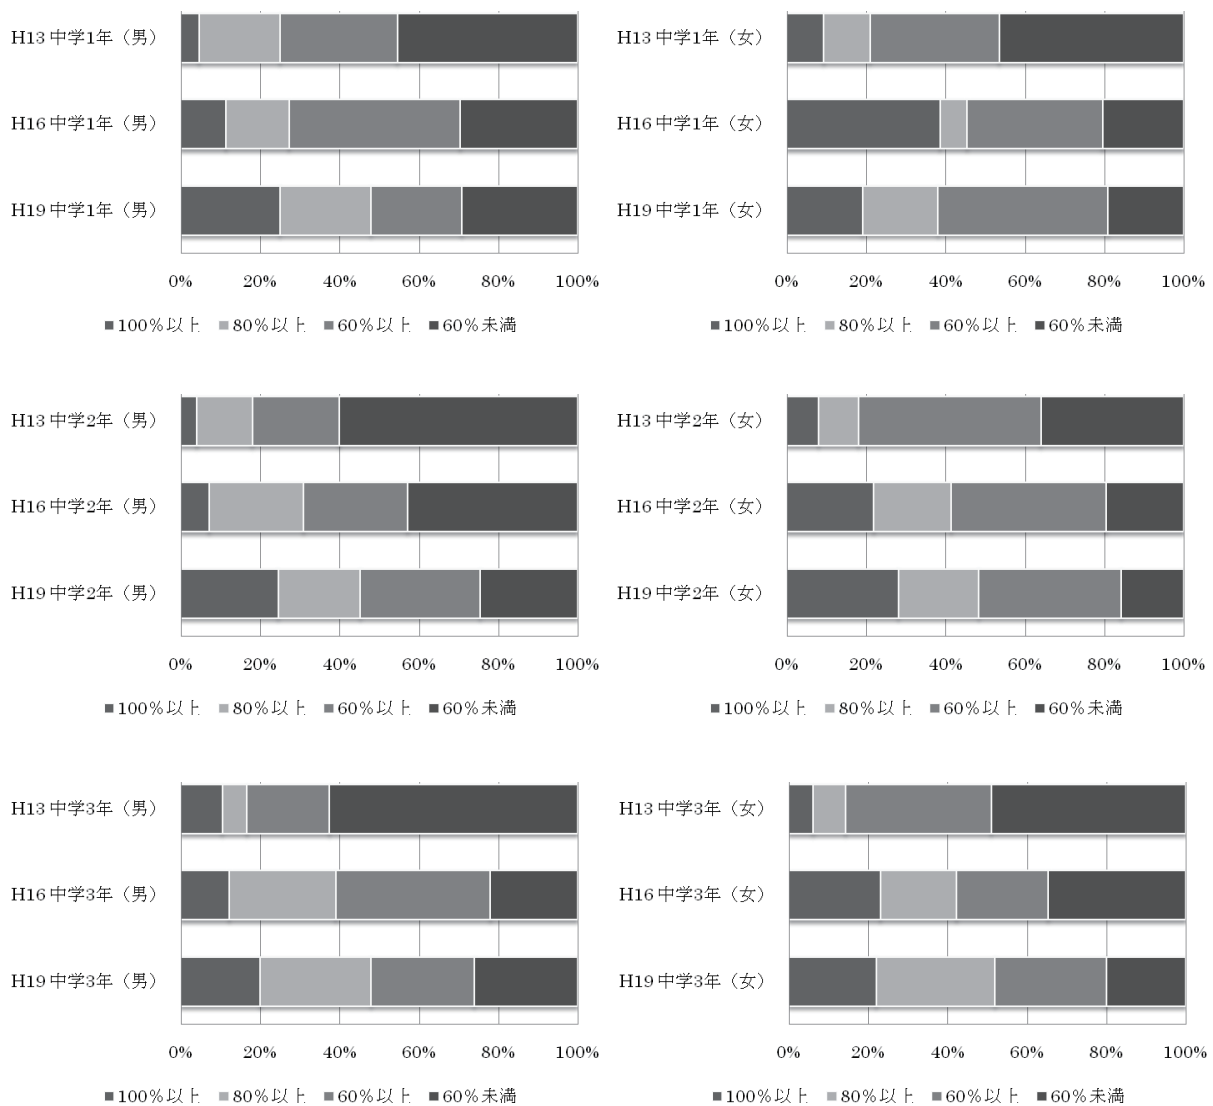 H13 中学1年（男）
H16 中学1年（男）
H19 中学1年（男）
0% 20% 40% 60% 80% 100%
■100%以上 ■80%以上 ■60%以上 ■60%未満
H13 中学1年（女）
H16 中学1年（女）
H19 中学1年（女）
0% 20% 40% 60% 80% 100%
■100%以上 ■80%以上 ■60%以上 ■60%未満
H13 中学2年（男）
H16 中学2年（男）
H19 中学2年（男）
0% 20% 40% 60% 80% 100%
■100%以上 ■80%以上 ■60%以上 ■60%未満
H13 中学2年（女）
H16 中学2年（女）
H19 中学2年（女）
0% 20% 40% 60% 80% 100%
■100%以上 ■80%以上 ■60%以上 ■60%未満
H13 中学3年（男）
H16 中学3年（男）
H19 中学3年（男）
0% 20% 40% 60% 80% 100%
■100%以上 ■80%以上 ■60%以上 ■60%未満
H13 中学3年（女）
H16 中学3年（女）
H19 中学3年（女）
0% 20% 40% 60% 80% 100%
■100%以上 ■80%以上 ■60%以上 ■60%未満